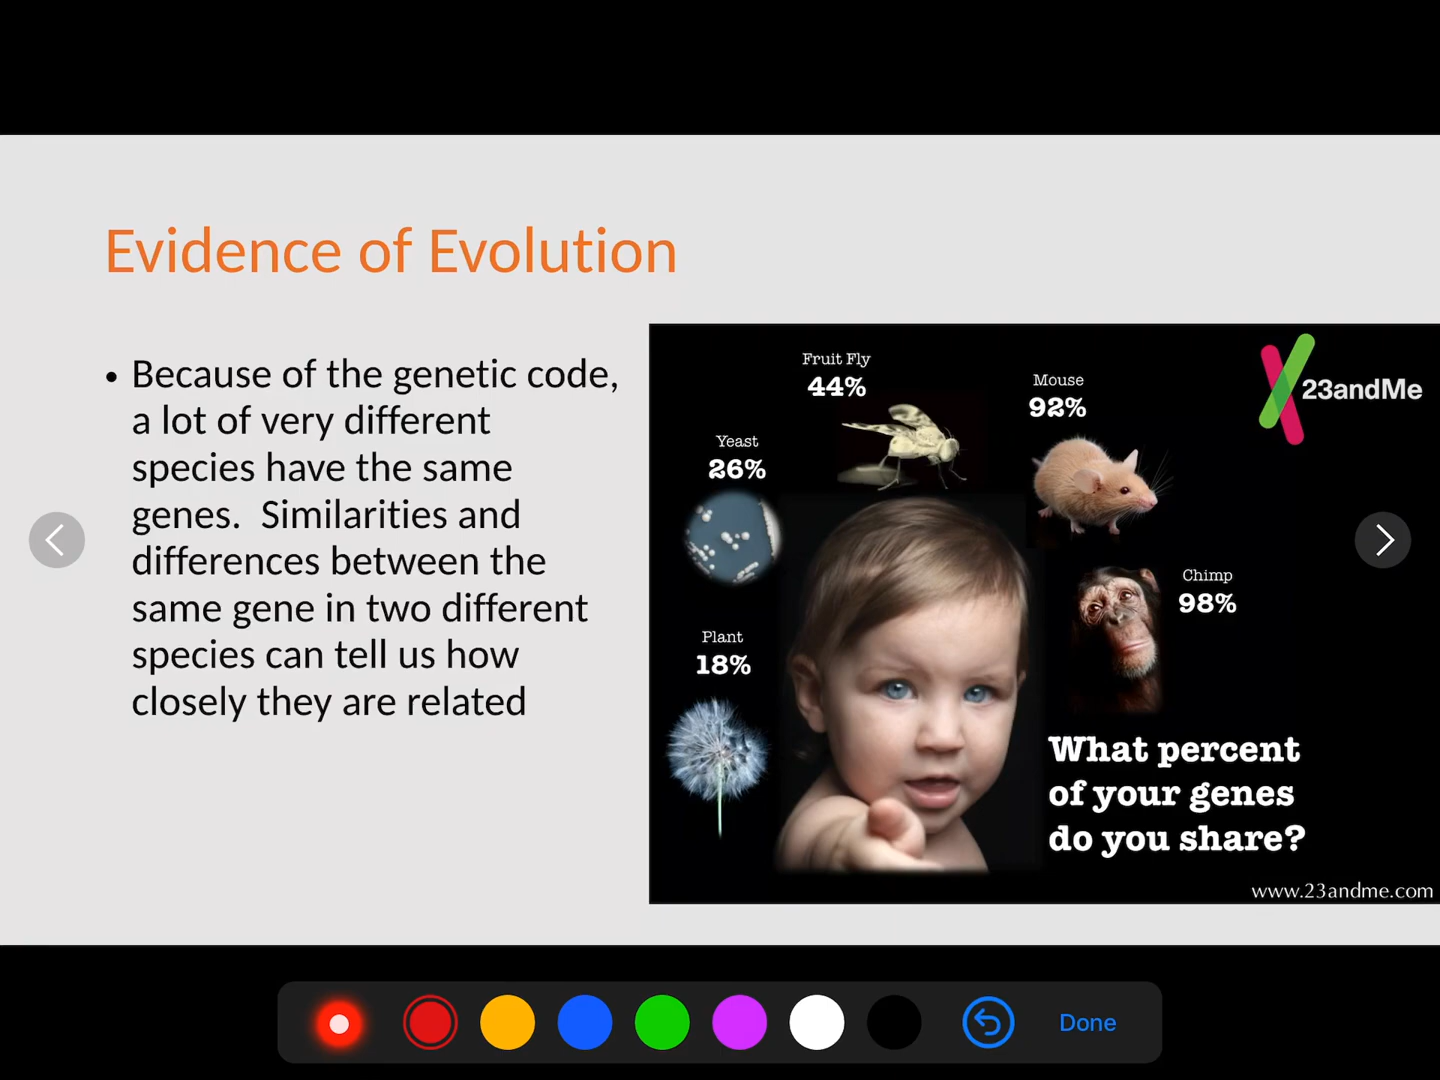 Evidence of Evolution
• Because of the genetic code,
a lot of very different
species have the same
genes.  Similarities and
differences between the
same gene in two different
species can tell us how
closely they are related
Fruit Fly
44%
Mouse
92%
23andMe
Yeast
26%
Chimp
98%
Plant
18%
What percent
of your genes
do you share?
www.23andme.com
Done